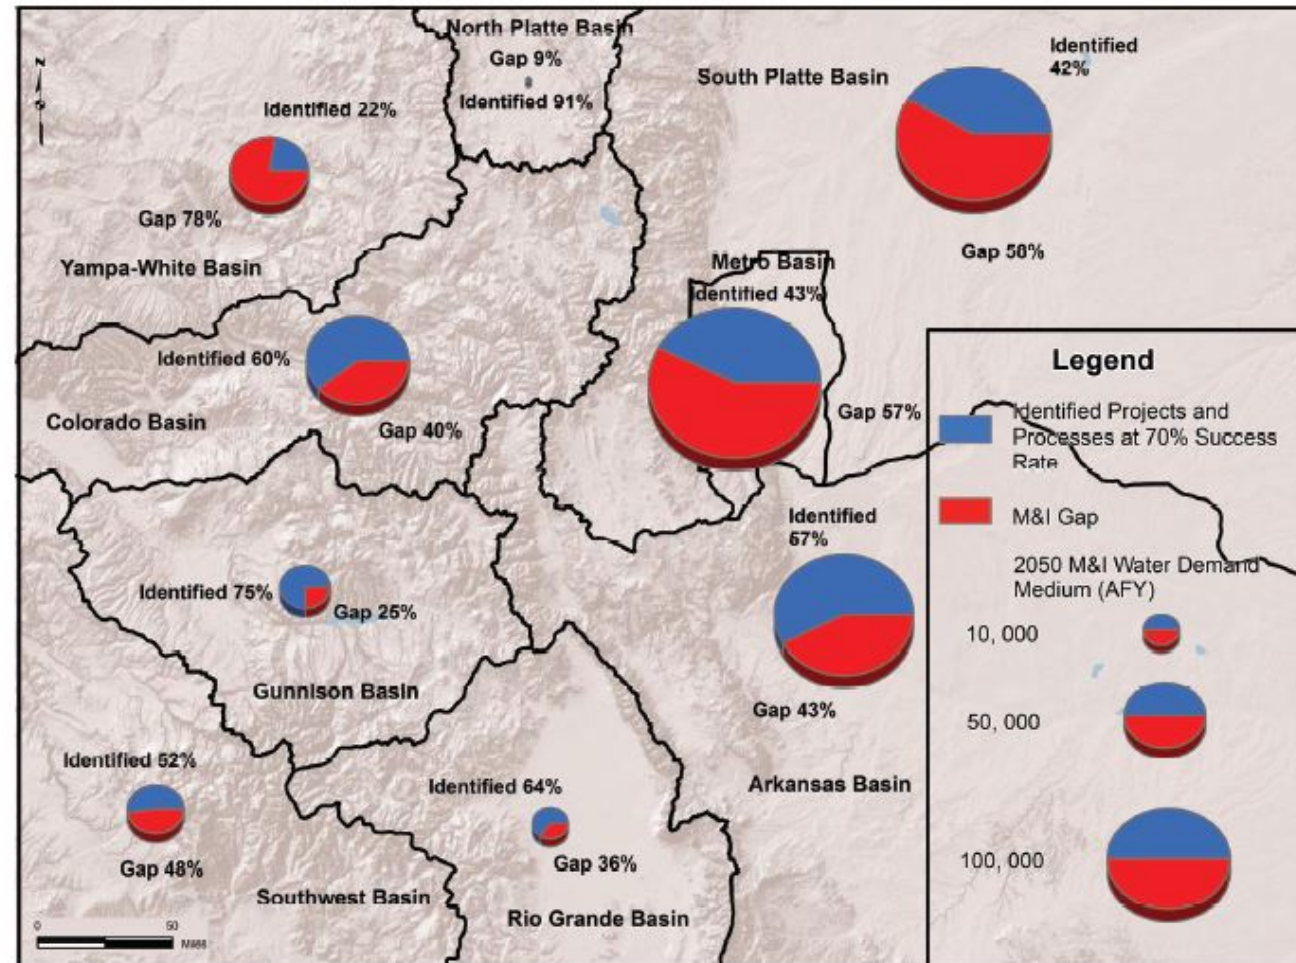 North Platte Basin
Gap 9%
Identified 91%
South Platte Basin
Identified
42%
Gap 58%
Identified 22%
Gap 78%
Yampa-White Basin
Metro Basin
Identified 43%
Gap 57%
Identified 60%
Gap 40%
Colorado Basin
Identified 75%
Gap 25%
Gunnison Basin
Identified
57%
Gap 43%
Arkansas Basin
Identified 52%
Gap 48%
Southwest Basin
Identified 64%
Gap 36%
Rio Grande Basin
0 50
Miles
Legend
Identified Projects and
Processes at 70% Success
Rate
M&I Gap
2050 M&I Water Demand
Medium (AFY)
10, 000
50, 000
100, 000